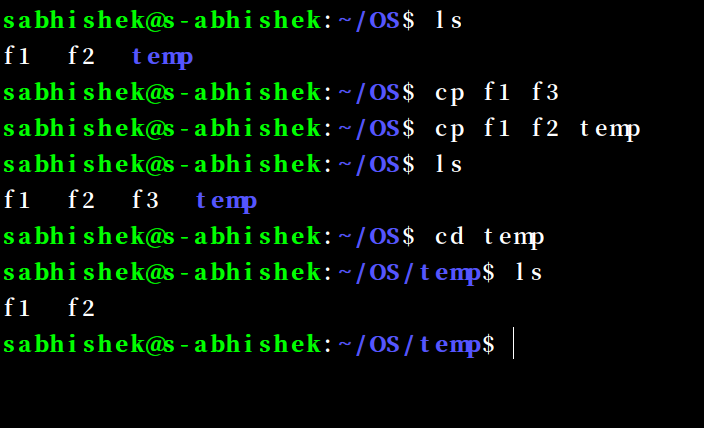 sabhishek@s-abhishek:~/OS$ ls
f1 f2 temp
sabhishek@s-abhishek:~/OS$ cp f1 f3
sabhishek@s-abhishek:~/OS$ cp f1 f2 temp
sabhishek@s-abhishek:~/OS$ ls
f1 f2 f3 temp
sabhishek@s-abhishek:~/OS$ cd temp
sabhishek@s-abhishek:~/OS/temp$ ls
f1 f2
sabhishek@s-abhishek:~/OS/temp$